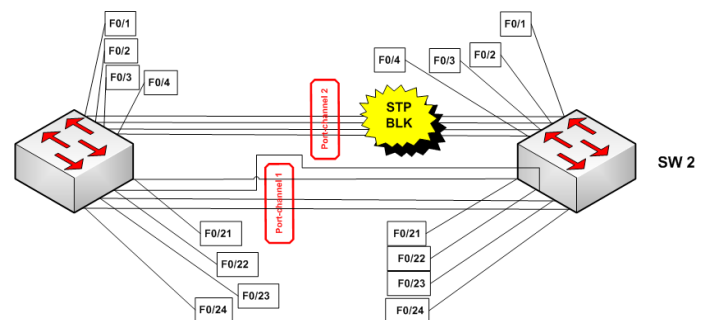 F0/1
F0/2
F0/3
F0/4
F0/1
F0/2
F0/3
F0/4
Port-channel 2
STP
BLK
SW 2
Port-channel 1
F0/21
F0/22
F0/23
F0/24
F0/21
F0/22
F0/23
F0/24